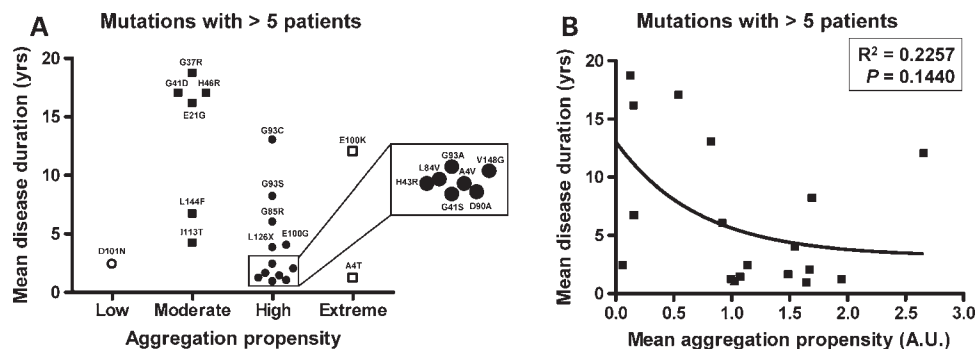 A
Mutations with > 5 patients
Mean disease duration (yrs)
20
15
10
5
0
G37R
G41D
H46R
E21G
G93C
E100K
G93S
L144F
G85R
I113T
L126X
E100G
D101N
A4T
G93A
V148G
L84V
A4V
H43R
G41S
D90A
Low
Moderate
High
Extreme
Aggregation propensity
B
Mutations with > 5 patients
R² = 0.2257
P = 0.1440
Mean disease duration (yrs)
20
15
10
5
0
0.0
0.5
1.0
1.5
2.0
2.5
3.0
Mean aggregation propensity (A.U.)